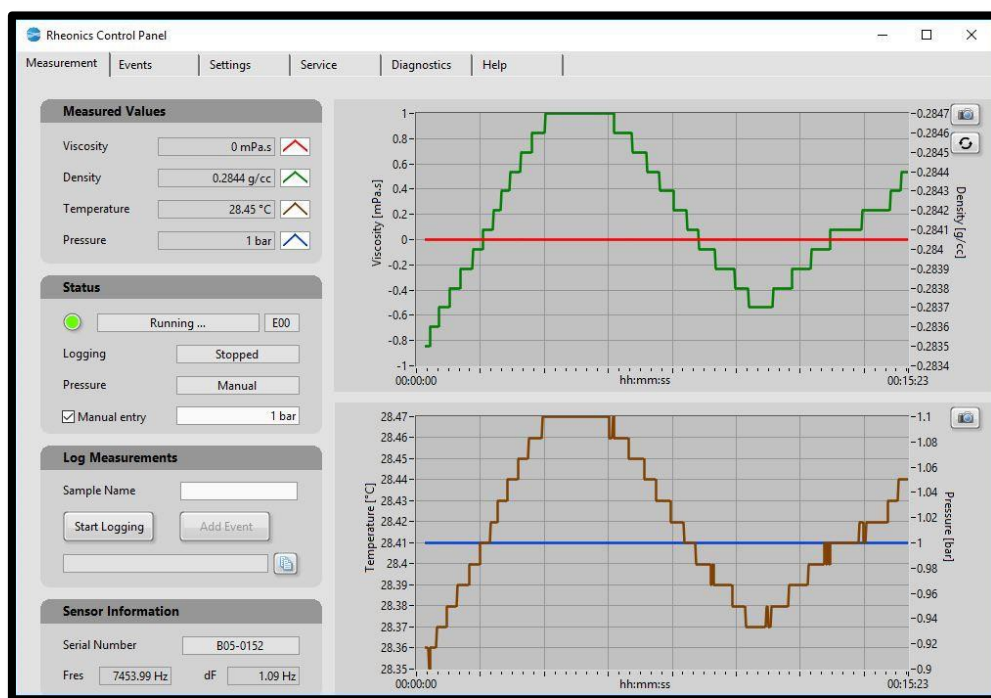 Rheonics Control Panel
Measurement Events Settings Service Diagnostics Help
Measured Values
Viscosity 0 mPa.s
Density 0.2844 g/cc
Temperature 28.45 °C
Pressure 1 bar
Status
Running ... E00
Logging Stopped
Pressure Manual
Manual entry 1 bar
Log Measurements
Sample Name
Start Logging Add Event
Sensor Information
Serial Number B05-0152
Fres 7453.99 Hz dF 1.09 Hz
Viscosity [mPa.s]
1
0.8
0.6
0.4
0.2
0
-0.2
-0.4
-0.6
-0.8
-1
0.2847
0.2846
0.2845
0.2844
0.2843
0.2842
0.2841
0.284
0.2839
0.2838
0.2837
0.2836
0.2835
0.2834
Density [g/cc]
00:00:00 hh:mm:ss 00:15:23
Temperature [°C]
28.47
28.46
28.45
28.44
28.43
28.42
28.41
28.4
28.39
28.38
28.37
28.36
28.35
1.1
1.08
1.06
1.04
1.02
1
0.98
0.96
0.94
0.92
0.9
Pressure [bar]
00:00:00 hh:mm:ss 00:15:23